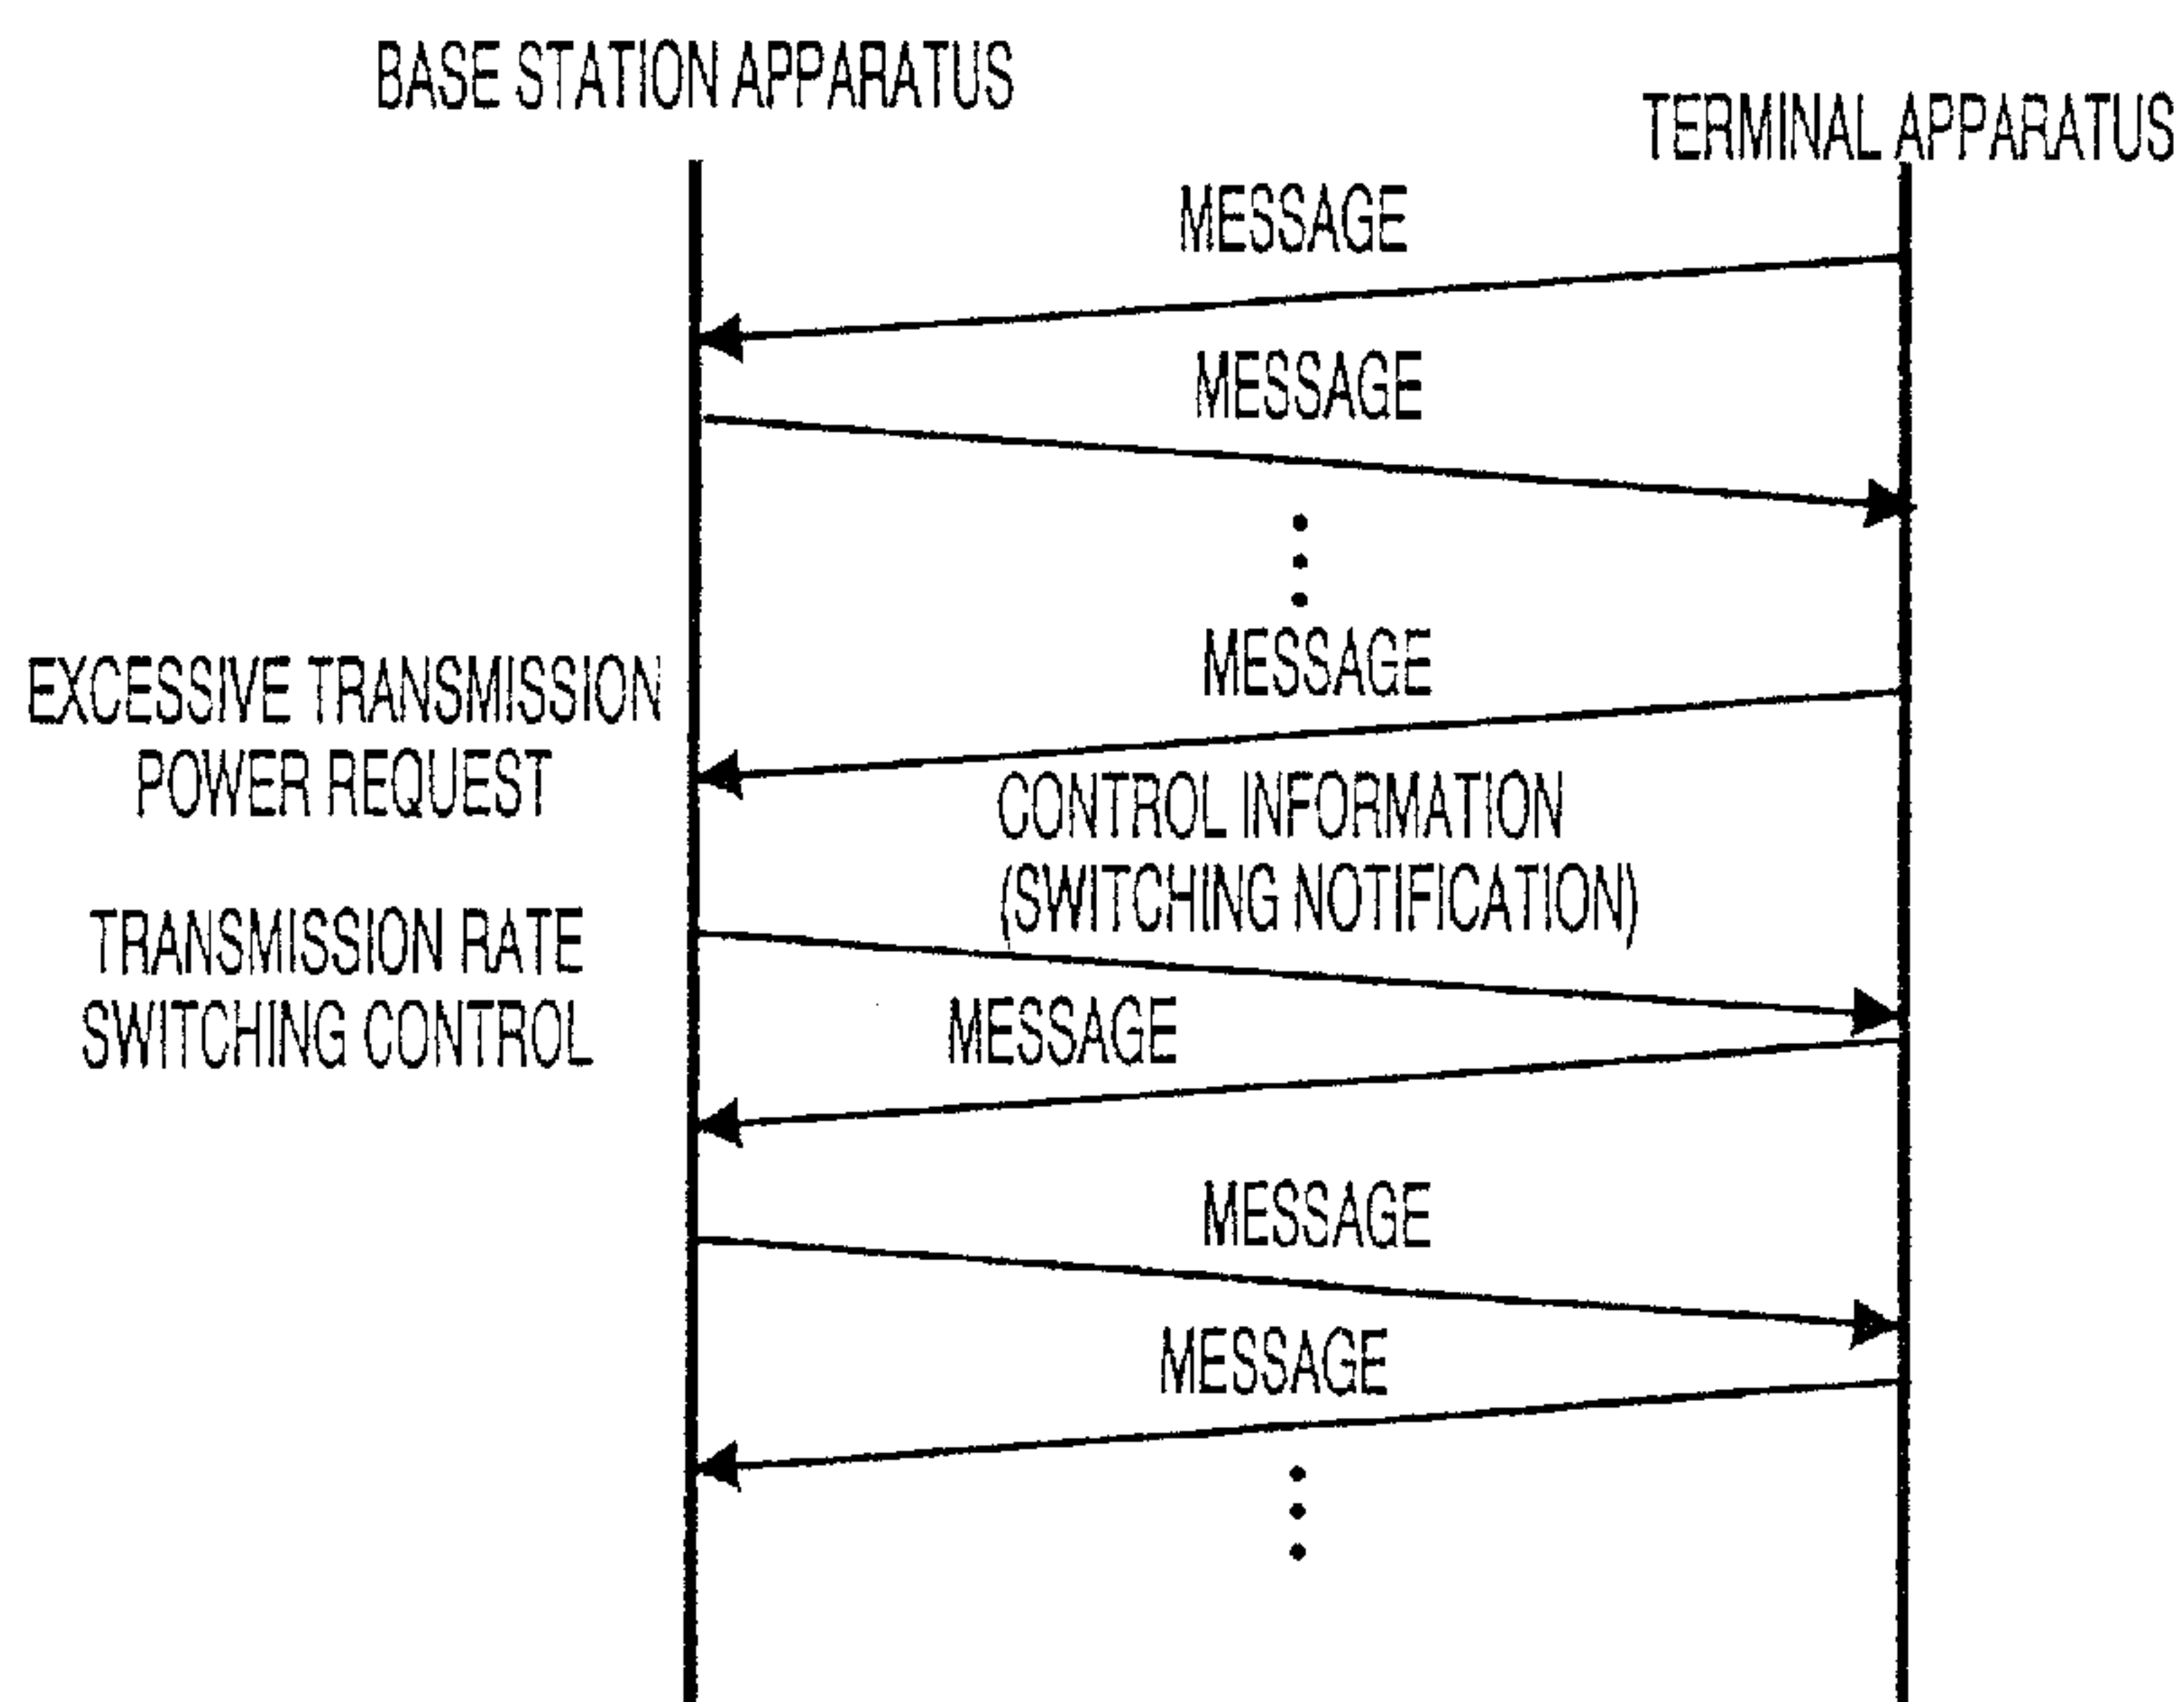 BASE STATION APPARATUS
TERMINAL APPARATUS
MESSAGE
MESSAGE
MESSAGE
EXCESSIVE TRANSMISSION
POWER REQUEST
CONTROL INFORMATION
(SWITCHING NOTIFICATION)
TRANSMISSION RATE
SWITCHING CONTROL
MESSAGE
MESSAGE
MESSAGE